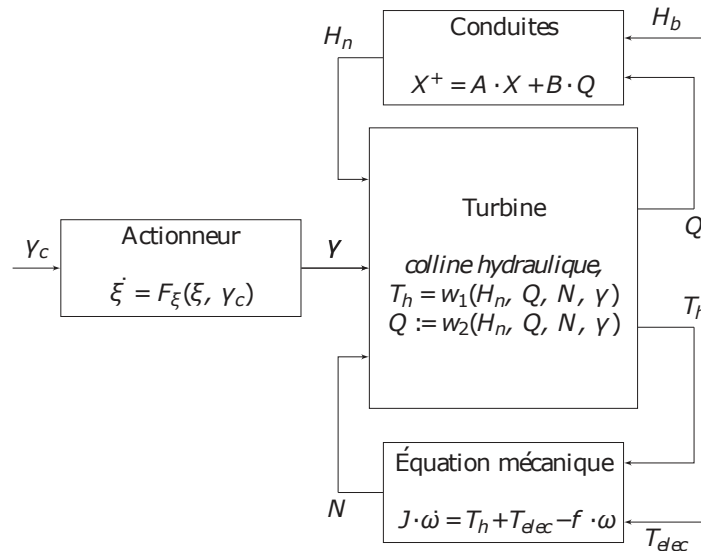 H_n
Conduites
X⁺ = A · X + B · Q
H_b
γ_c
Actionneur
ξ̇ = F_ξ(ξ, γ_c)
γ
Turbine
colline hydraulique,
T_h = w_1(H_n, Q, N, γ)
Q := w_2(H_n, Q, N, γ)
Q
T_h
N
Équation mécanique
J · ω̇ = T_h + T_elec − f · ω
T_elec